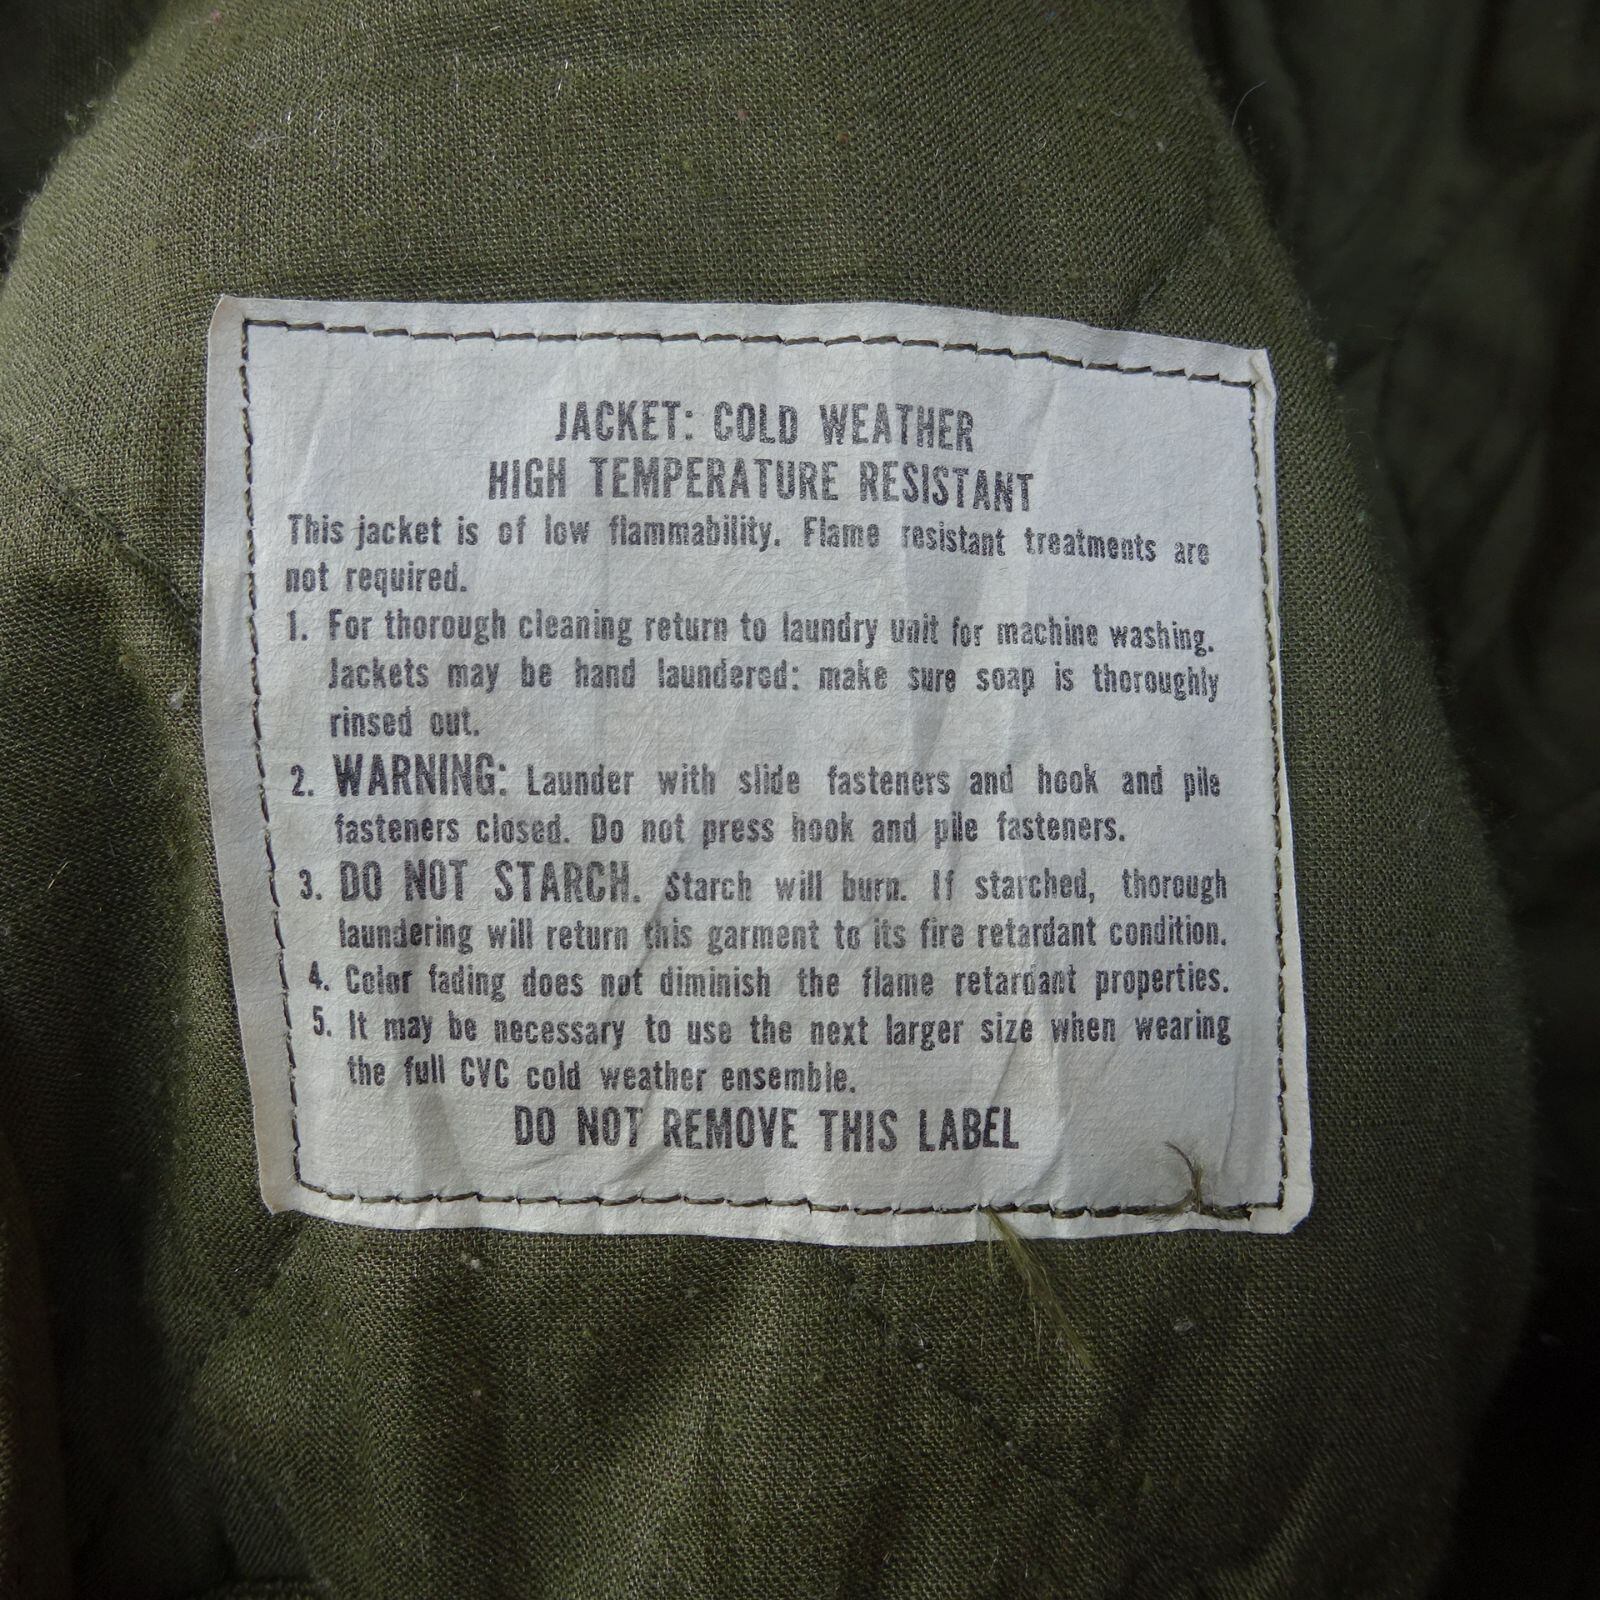 JACKET: COLD WEATHER
HIGH TEMPERATURE RESISTANT
This jacket is of low flammability. Flame resistant treatments are
not required.
1. For thorough cleaning return to laundry unit for machine washing.
Jackets may be hand laundered: make sure soap is thoroughly
rinsed out.
2. WARNING: Launder with slide fasteners and hook and pile
fasteners closed. Do not press hook and pile fasteners.
3. DO NOT STARCH. Starch will burn. If starched, thorough
laundering will return this garment to its fire retardant condition.
4. Color fading does not diminish the flame retardant properties.
5. It may be necessary to use the next larger size when wearing
the full CVC cold weather ensemble.
DO NOT REMOVE THIS LABEL